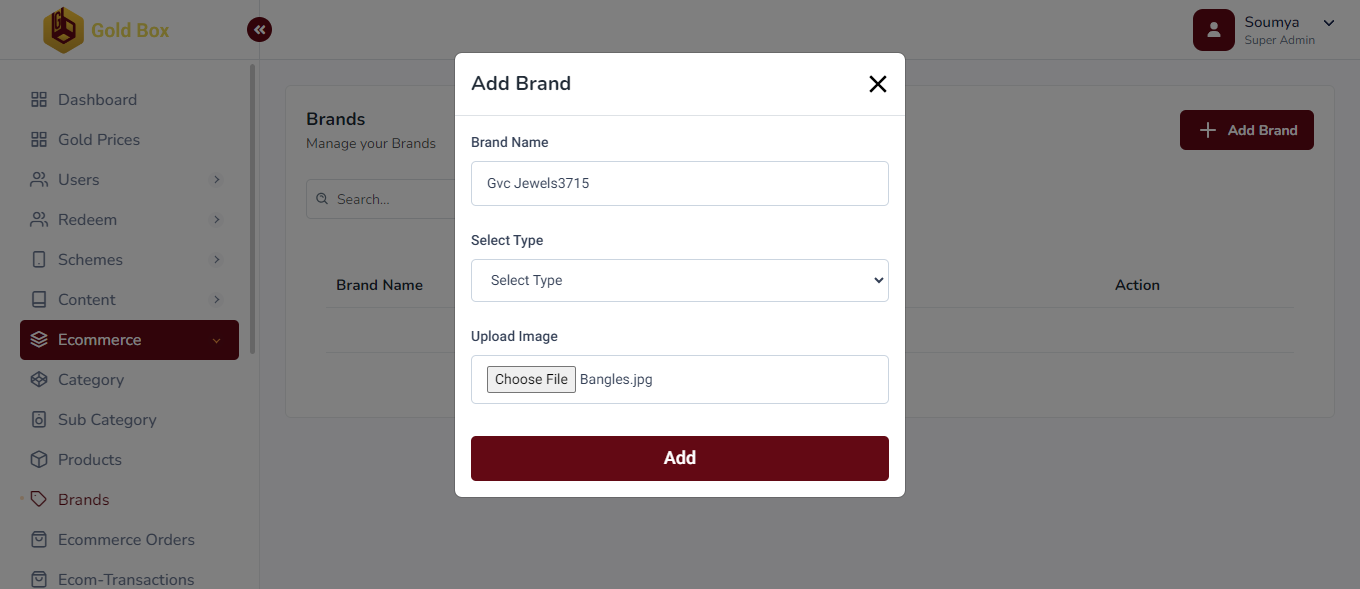 Gold Box
Soumya
Super Admin
Dashboard
Gold Prices
Users
Redeem
Schemes
Content
Ecommerce
Category
Sub Category
Products
Brands
Ecommerce Orders
Ecom-Transactions
Brands
Manage your Brands
Add Brand
Search...
Brand Name
Action
Add Brand
Brand Name
Gvc Jewels3715
Select Type
Select Type
Upload Image
Choose File Bangles.jpg
Add